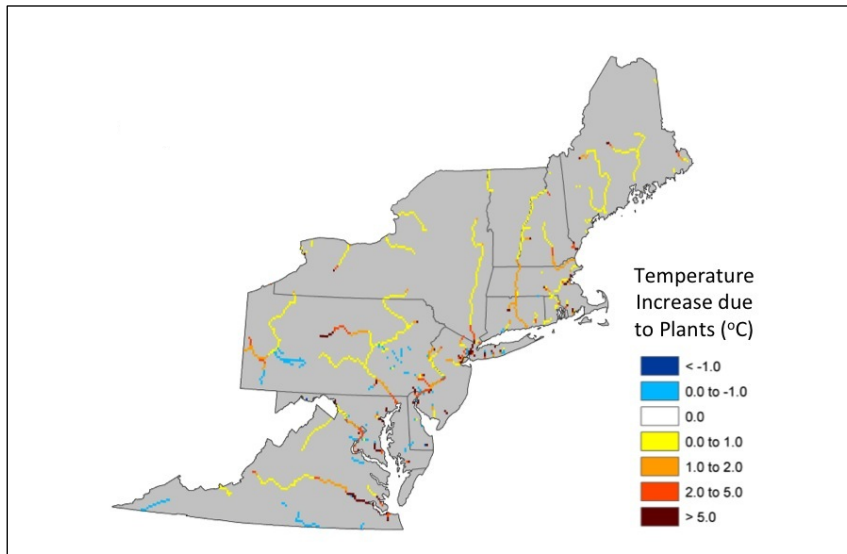 Temperature
Increase due
to Plants (ºC)
< -1.0
0.0 to -1.0
0.0
0.0 to 1.0
1.0 to 2.0
2.0 to 5.0
> 5.0